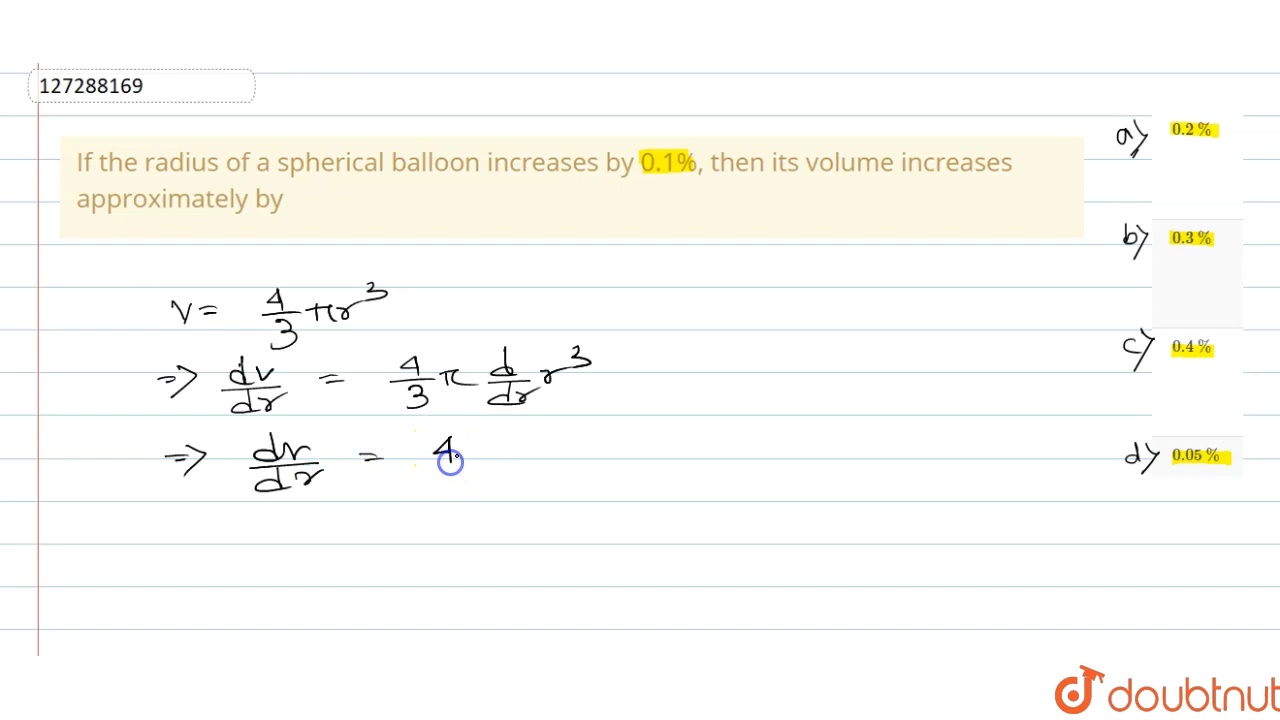 127288169
If the radius of a spherical balloon increases by 0.1%, then its volume increases
approximately by
a) 0.2 %
b) 0.3 %
c) 0.4 %
d) 0.05 %
V = 4/3 πr³
⇒ dv/dr = 4/3 π d/dr r³
⇒ dv/dr = 4
doubtnut